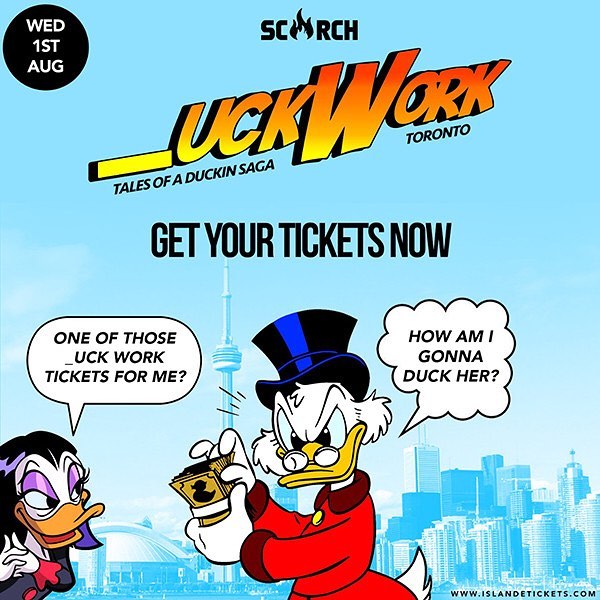 WED
1ST
AUG
SCORCH
_UCKWORK
TORONTO
TALES OF A DUCKIN SAGA
GET YOUR TICKETS NOW
ONE OF THOSE
_UCK WORK
TICKETS FOR ME?
HOW AM I
GONNA
DUCK HER?
WWW.ISLANDETICKETS.COM